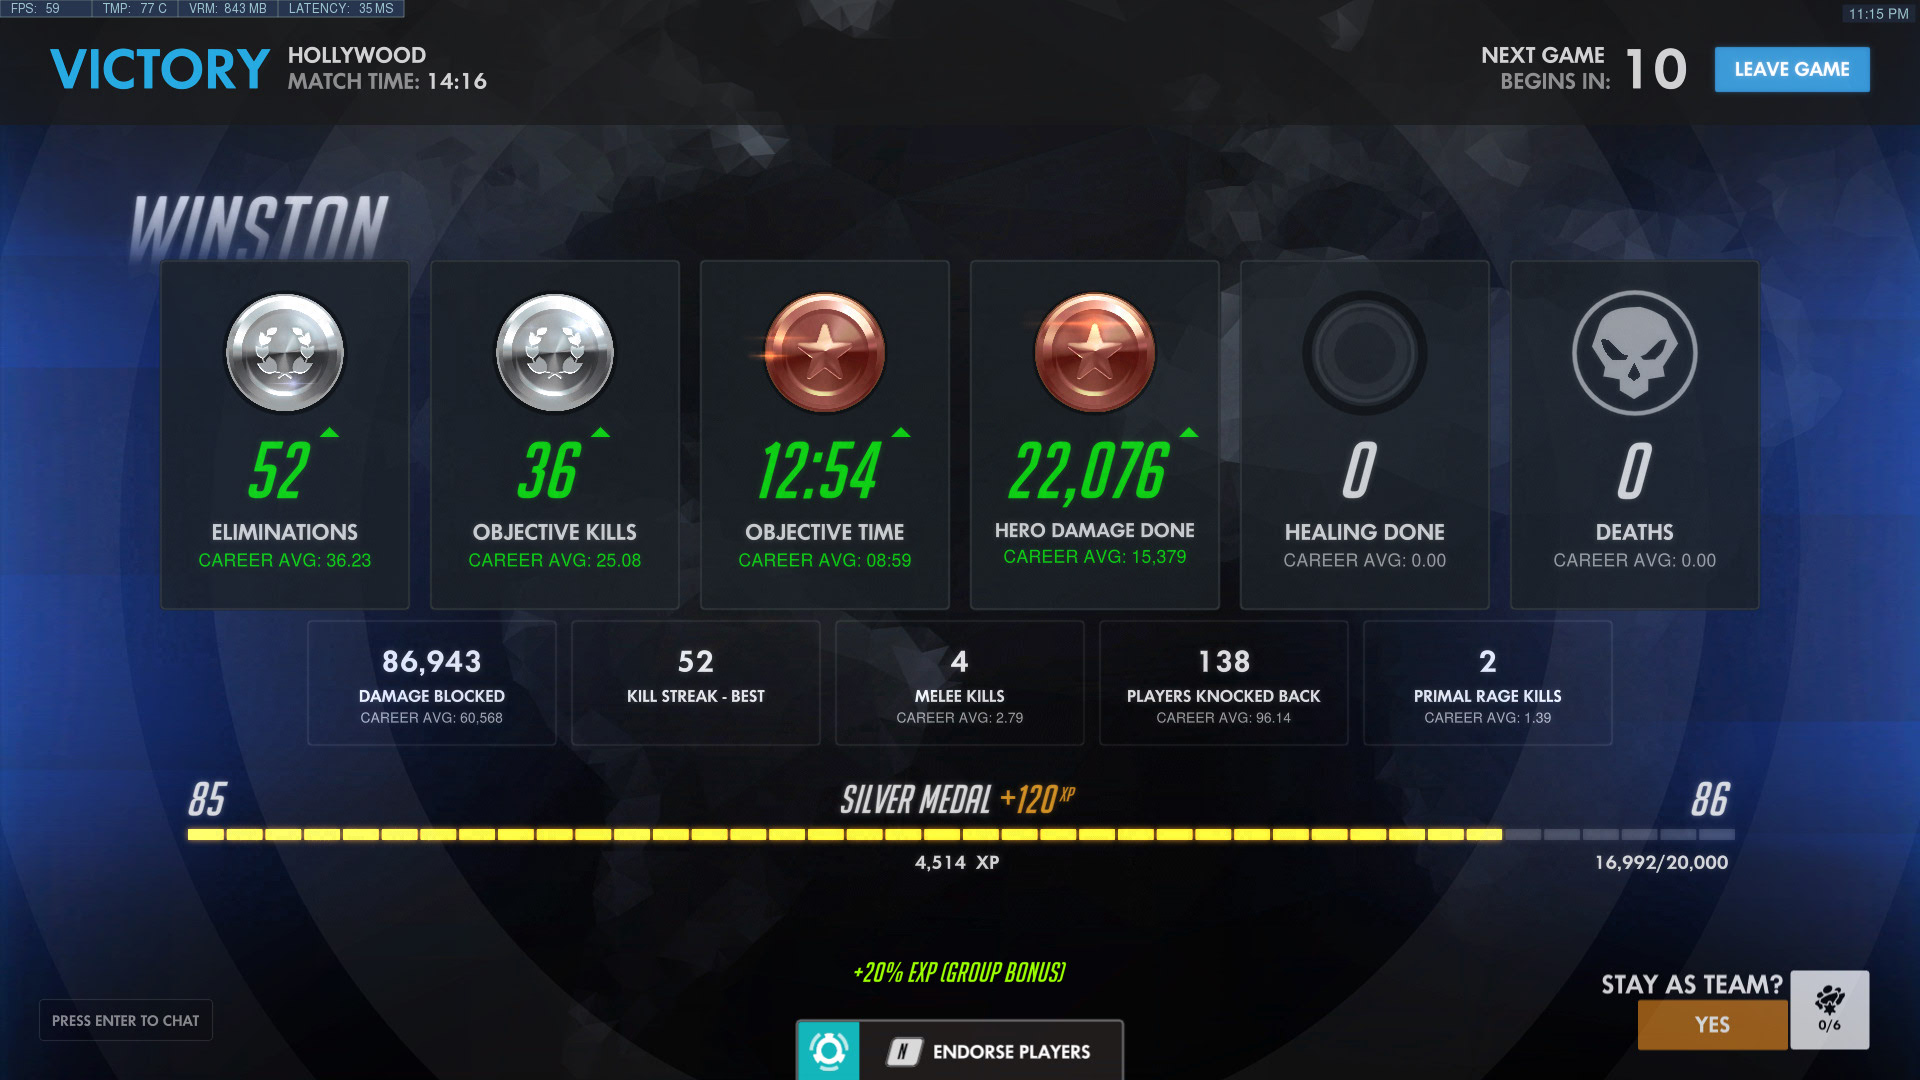 FPS: 59 TMP: 77 C VRM: 843 MB LATENCY: 35 MS
11:15 PM
VICTORY
HOLLYWOOD
MATCH TIME: 14:16
NEXT GAME
BEGINS IN:
10
LEAVE GAME
WINSTON
52
ELIMINATIONS
CAREER AVG: 36.23
36
OBJECTIVE KILLS
CAREER AVG: 25.08
12:54
OBJECTIVE TIME
CAREER AVG: 08:59
22,076
HERO DAMAGE DONE
CAREER AVG: 15,379
0
HEALING DONE
CAREER AVG: 0.00
0
DEATHS
CAREER AVG: 0.00
86,943
DAMAGE BLOCKED
CAREER AVG: 60,568
52
KILL STREAK - BEST
4
MELEE KILLS
CAREER AVG: 2.79
138
PLAYERS KNOCKED BACK
CAREER AVG: 96.14
2
PRIMAL RAGE KILLS
CAREER AVG: 1.39
85
SILVER MEDAL +120 XP
86
4,514 XP
16,992/20,000
+20% EXP (GROUP BONUS)
STAY AS TEAM?
YES
0/6
PRESS ENTER TO CHAT
N
ENDORSE PLAYERS